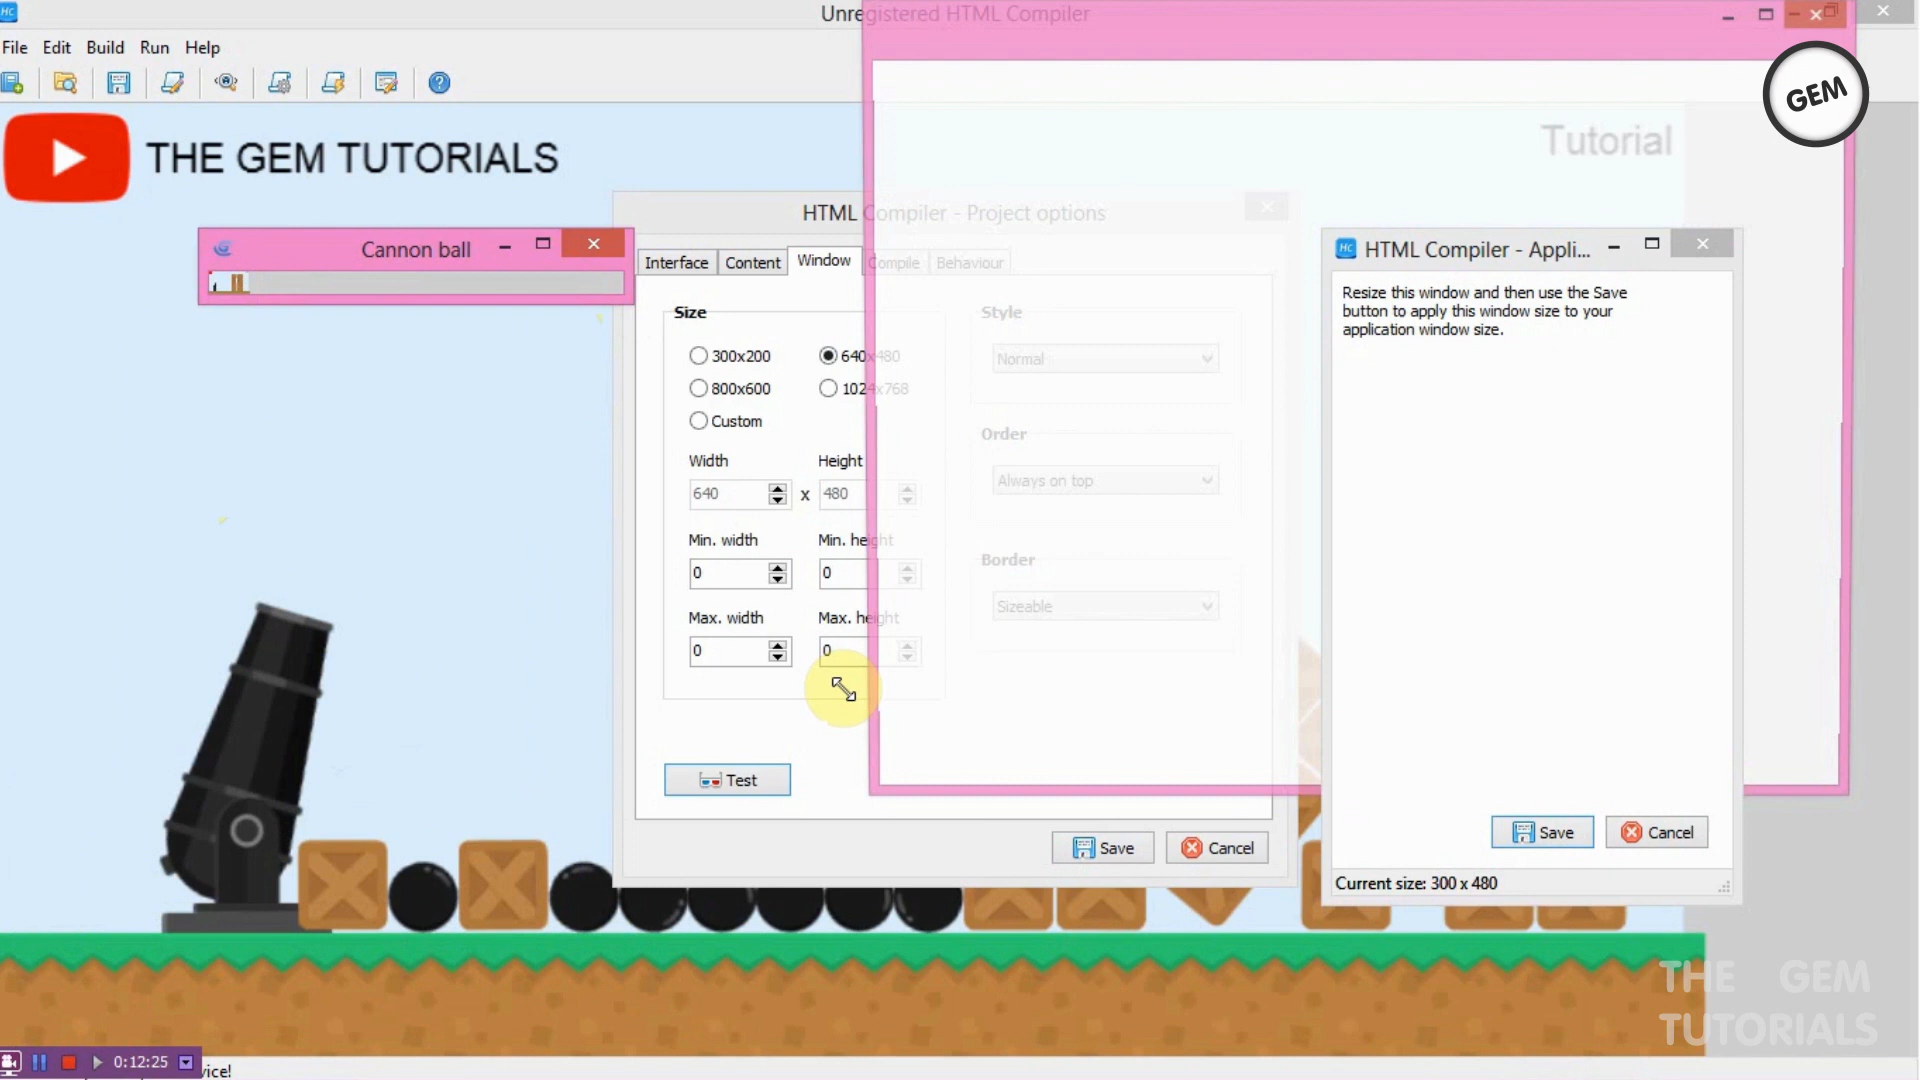 Unregistered HTML Compiler
File Edit Build Run Help
GEM
THE GEM TUTORIALS
Tutorial
HTML Compiler - Project options
Cannon ball
HTML Compiler - Appli...
Interface Content Window Compile Behaviour
Resize this window and then use the Save
button to apply this window size to your
application window size.
Size
Style
300x200 640x480
Normal
800x600 1024x768
Custom
Order
Width Height
Always on top
640 x 480
Min. width Min. height
Border
0 0
Sizeable
Max. width Max. height
0 0
Test
Save Cancel
Save Cancel
Current size: 300 x 480
THE GEM
TUTORIALS
0:12:25
vice!